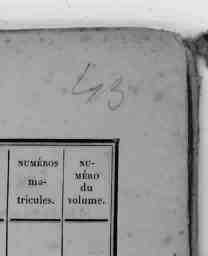 43
NUMÉROS
ma-
tricules.
NU-
MÉRO
du
volume.